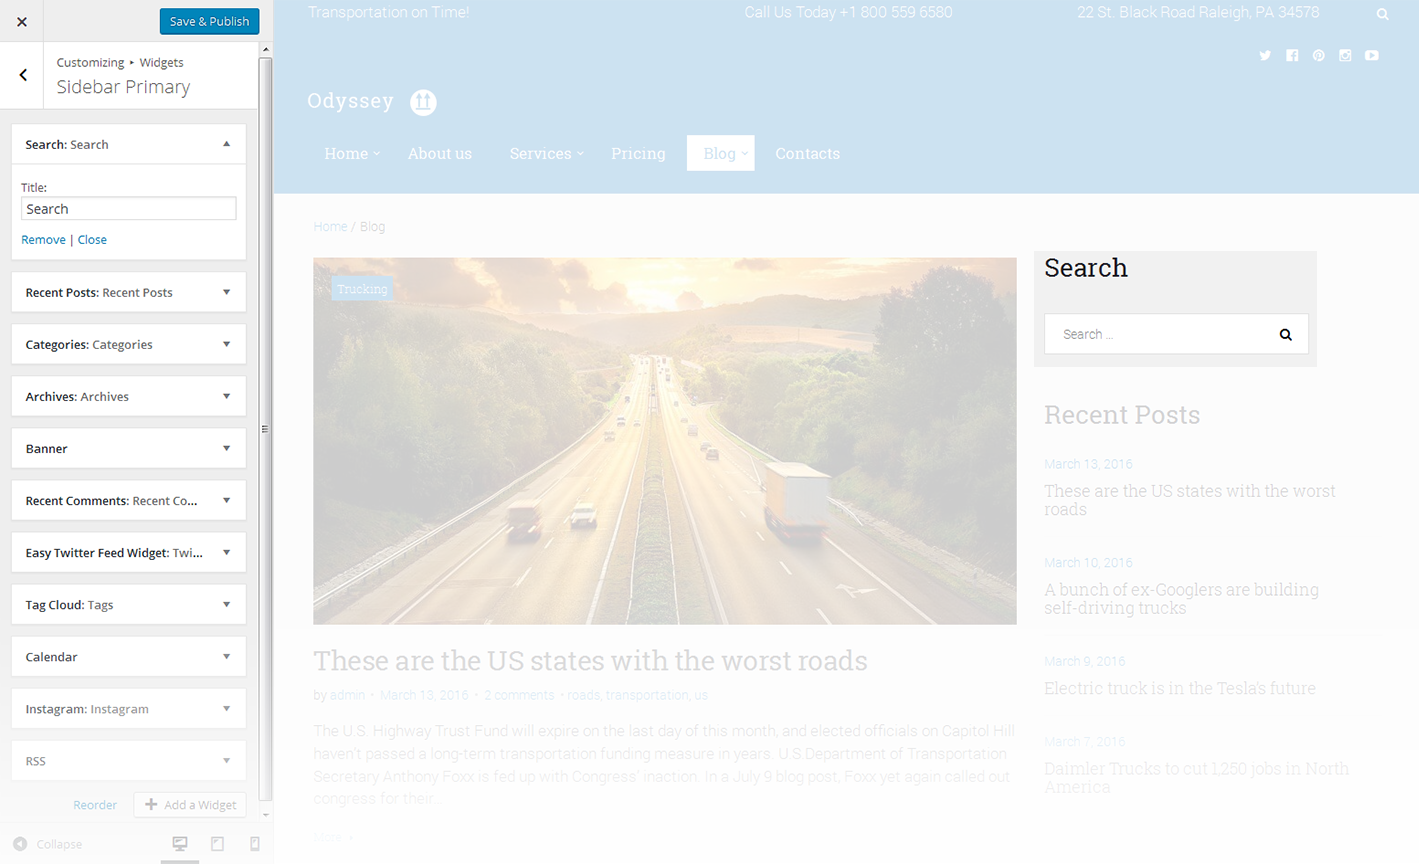 Save & Publish
Customizing ▸ Widgets
Sidebar Primary
Search: Search
Title:
Search
Remove | Close
Recent Posts: Recent Posts
Categories: Categories
Archives: Archives
Banner
Recent Comments: Recent Co...
Easy Twitter Feed Widget: Twi...
Tag Cloud: Tags
Calendar
Instagram: Instagram
RSS
Reorder
Add a Widget
Collapse
Transportation on Time!
Call Us Today +1 800 559 6580
22 St. Black Road Raleigh, PA 34578
Odyssey
Home
About us
Services
Pricing
Blog
Contacts
Home / Blog
Trucking
These are the US states with the worst roads
by admin • March 13, 2016 • 2 comments • roads, transportation, us
The U.S. Highway Trust Fund will expire on the last day of this month, and elected officials on Capitol Hill
haven't passed a long-term transportation funding measure in years. U.S.Department of Transportation
Secretary Anthony Foxx is fed up with Congress' inaction. In a July 9 blog post, Foxx yet again called out
congress for their...
Search
Search ...
Recent Posts
March 13, 2016
These are the US states with the worst
roads
March 10, 2016
A bunch of ex-Googlers are building
self-driving trucks
March 9, 2016
Electric truck is in the Tesla's future
March 7, 2016
Daimler Trucks to cut 1,250 jobs in North
America